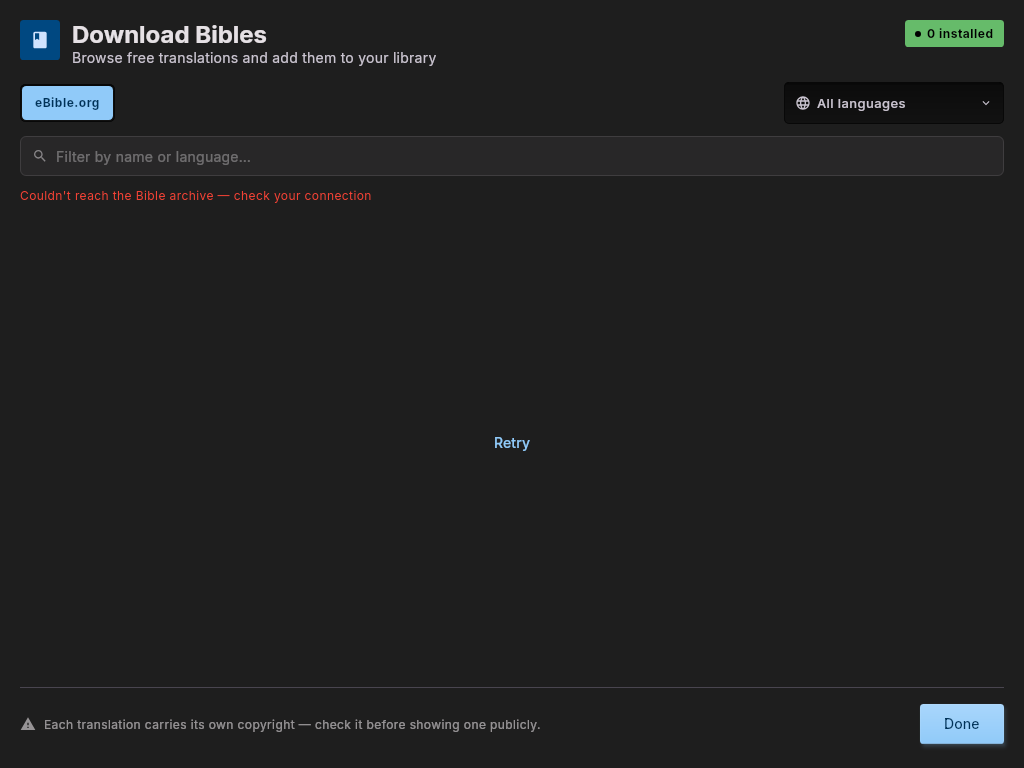 Download Bibles
Browse free translations and add them to your library
0 installed
eBible.org
All languages
Filter by name or language...
Couldn't reach the Bible archive — check your connection
Retry
Each translation carries its own copyright — check it before showing one publicly.
Done